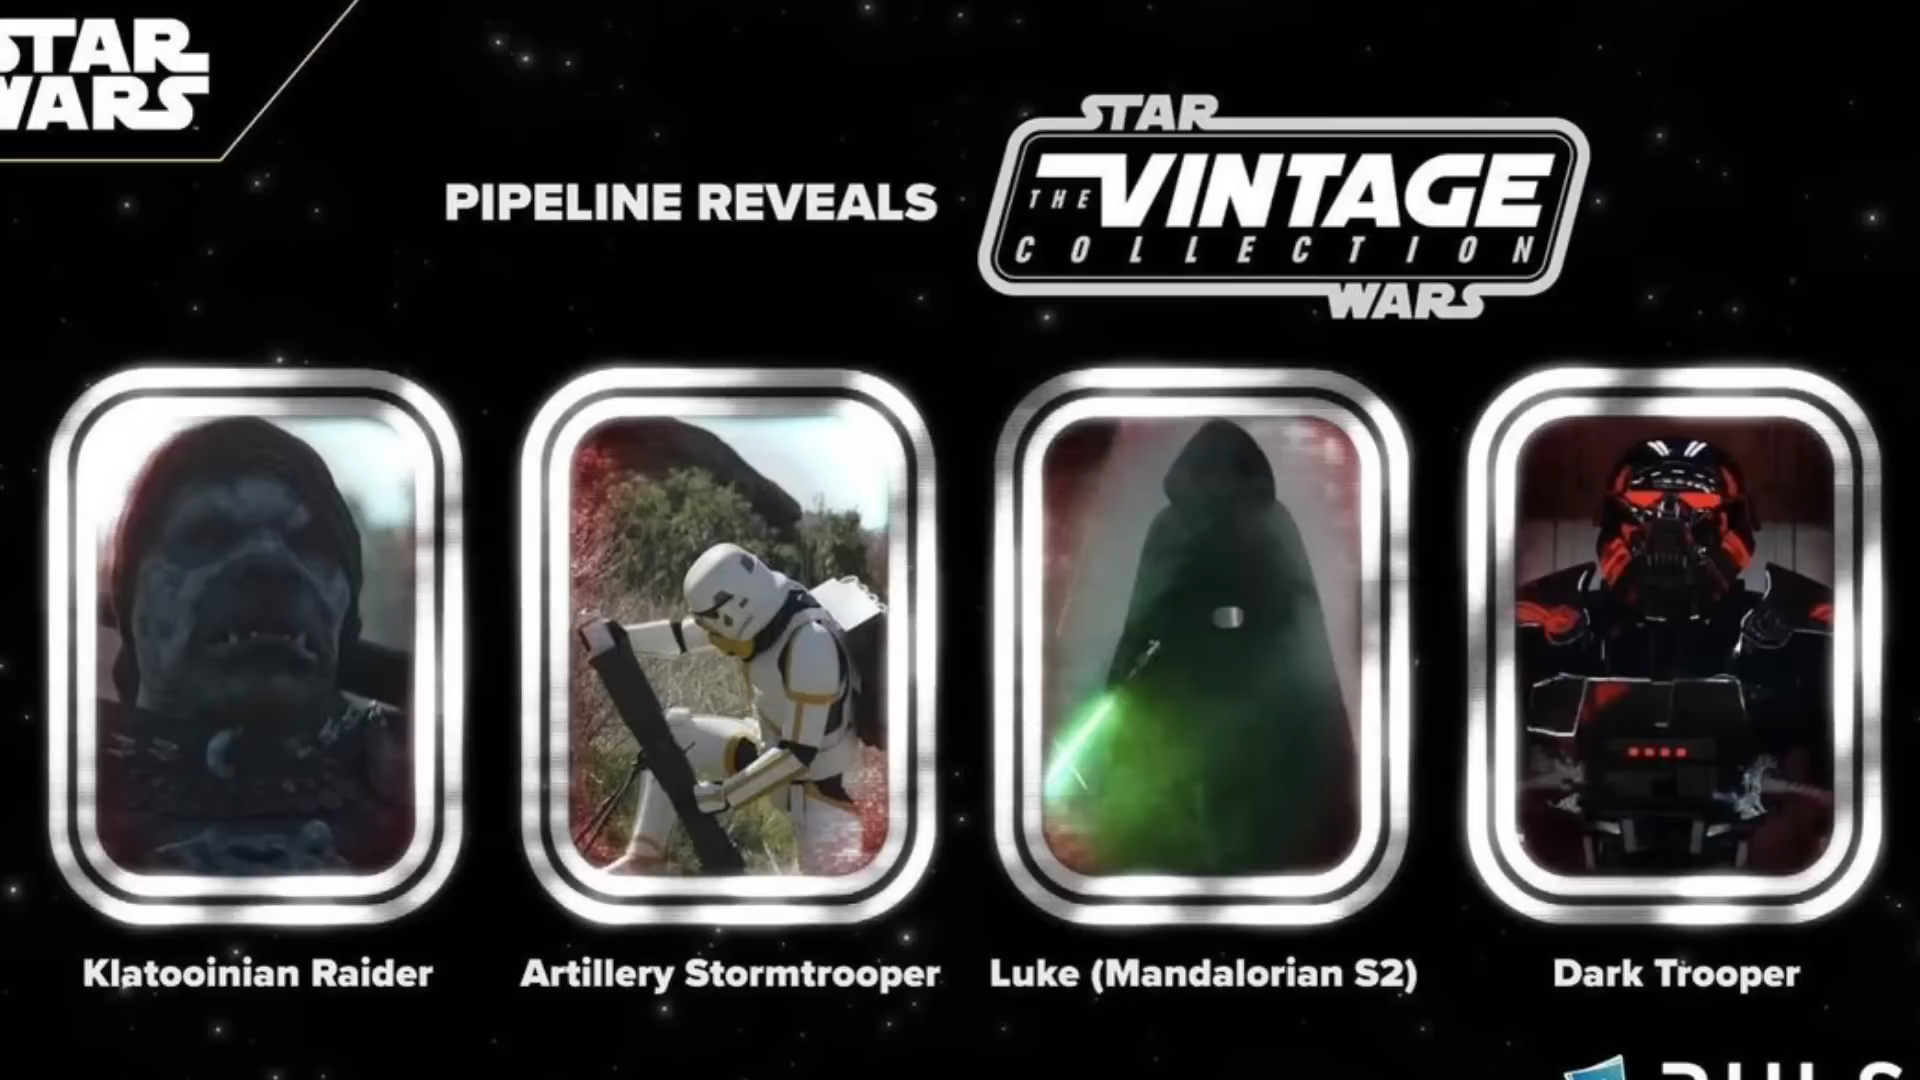 STAR
WARS
PIPELINE REVEALS
STAR
THE VINTAGE
COLLECTION
WARS
Klatooinian Raider
Artillery Stormtrooper
Luke (Mandalorian S2)
Dark Trooper